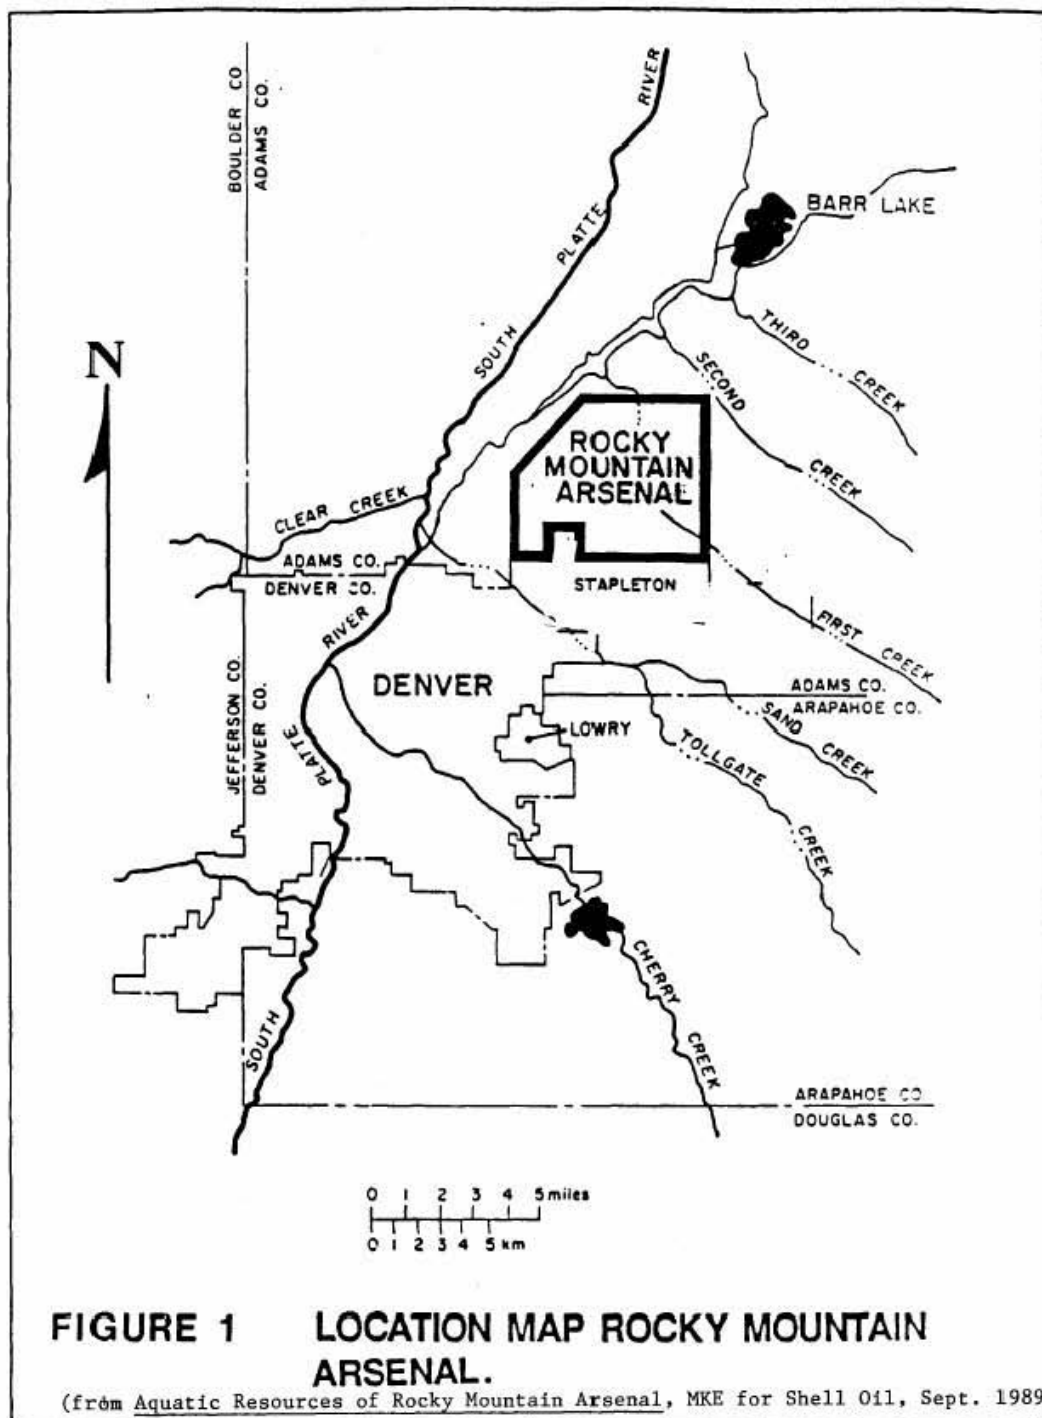 BOULDER CO
ADAMS CO.
RIVER
PLATTE
SOUTH
BARR LAKE
N
THIRD
CREEK
SECOND
CREEK
ROCKY
MOUNTAIN
ARSENAL
CLEAR CREEK
ADAMS CO.
DENVER CO.
STAPLETON
FIRST
CREEK
RIVER
JEFFERSON CO.
DENVER CO.
DENVER
ADAMS CO.
ARAPAHOE CO.
LOWRY
SAND
CREEK
PLATTE
TOLLGATE
CREEK
CHERRY
CREEK
SOUTH
ARAPAHOE CO
DOUGLAS CO.
0 1 2 3 4 5 miles
0 1 2 3 4 5 km
FIGURE 1 LOCATION MAP ROCKY MOUNTAIN
ARSENAL.
(from Aquatic Resources of Rocky Mountain Arsenal, MKE for Shell Oil, Sept. 1989